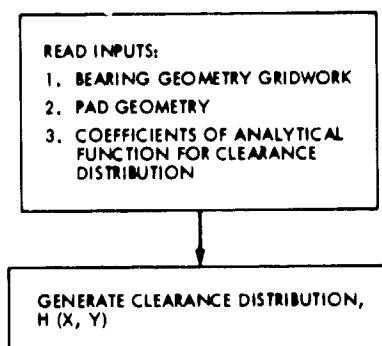 READ INPUTS:
1. BEARING GEOMETRY GRIDWORK
2. PAD GEOMETRY
3. COEFFICIENTS OF ANALYTICAL
FUNCTION FOR CLEARANCE
DISTRIBUTION
GENERATE CLEARANCE DISTRIBUTION,
H (X, Y)